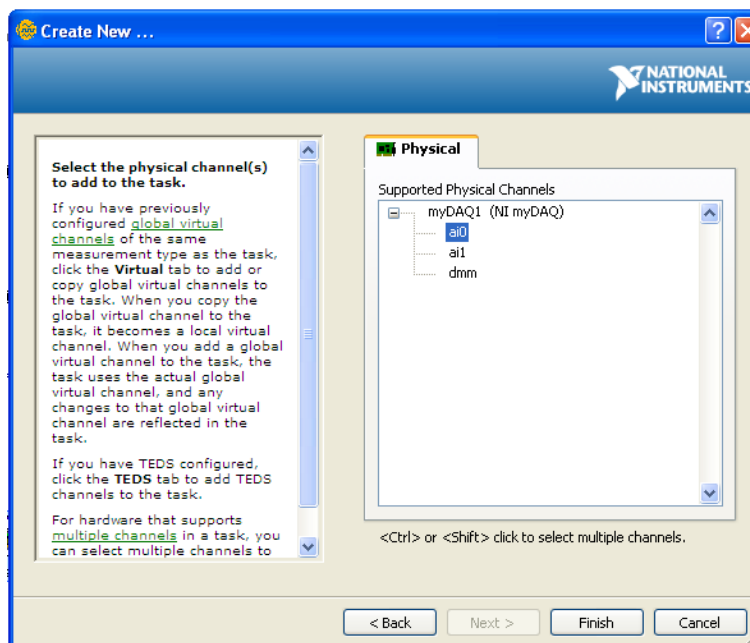 Create New ...
NATIONAL
INSTRUMENTS
Select the physical channel(s)
to add to the task.
If you have previously
configured global virtual
channels of the same
measurement type as the task,
click the Virtual tab to add or
copy global virtual channels to
the task. When you copy the
global virtual channel to the
task, it becomes a local virtual
channel. When you add a global
virtual channel to the task, the
task uses the actual global
virtual channel, and any
changes to that global virtual
channel are reflected in the
task.
If you have TEDS configured,
click the TEDS tab to add TEDS
channels to the task.
For hardware that supports
multiple channels in a task, you
can select multiple channels to
Physical
Supported Physical Channels
myDAQ1 (NI myDAQ)
ai0
ai1
dmm
<Ctrl> or <Shift> click to select multiple channels.
< Back
Next >
Finish
Cancel